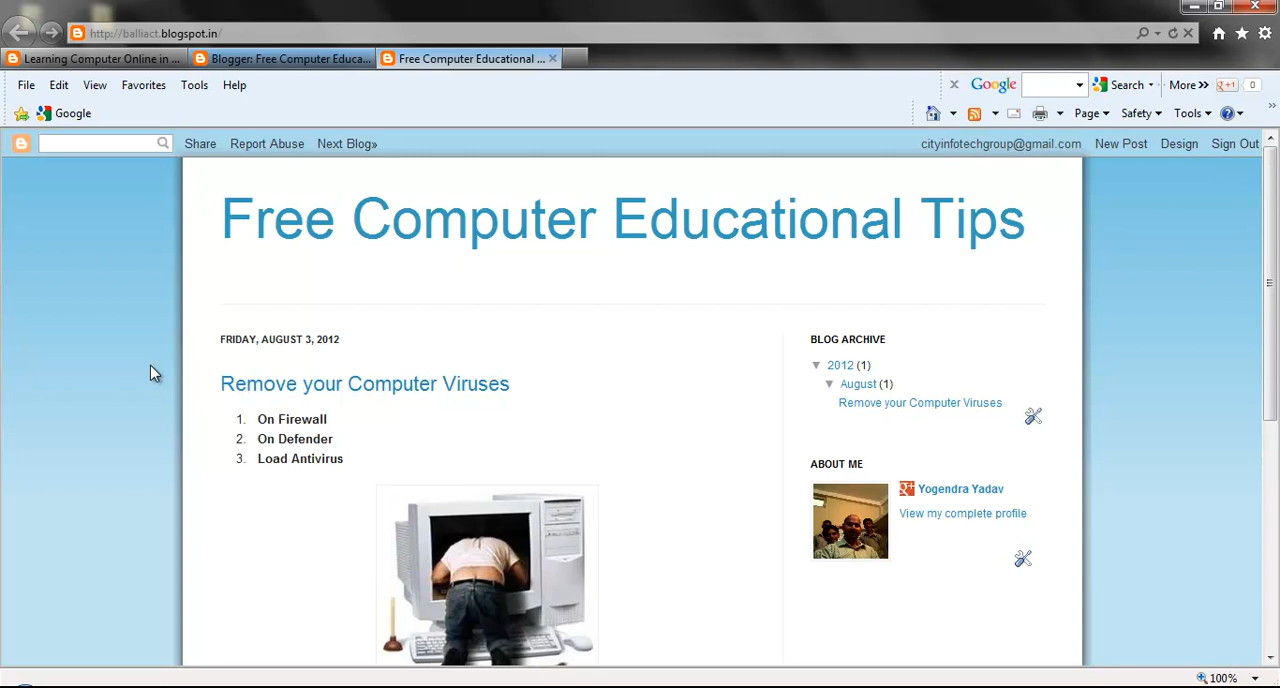 http://balliact.blogspot.in/
Learning Computer Online in ...
Blogger: Free Computer Educa...
Free Computer Educational ...
File Edit View Favorites Tools Help
Google Search More »
+1 0
Google
Page Safety Tools
Share Report Abuse Next Blog»
cityinfotechgroup@gmail.com New Post Design Sign Out
Free Computer Educational Tips
FRIDAY, AUGUST 3, 2012
Remove your Computer Viruses
1. On Firewall
2. On Defender
3. Load Antivirus
BLOG ARCHIVE
▼ 2012 (1)
▼ August (1)
Remove your Computer Viruses
ABOUT ME
Yogendra Yadav
View my complete profile
100%